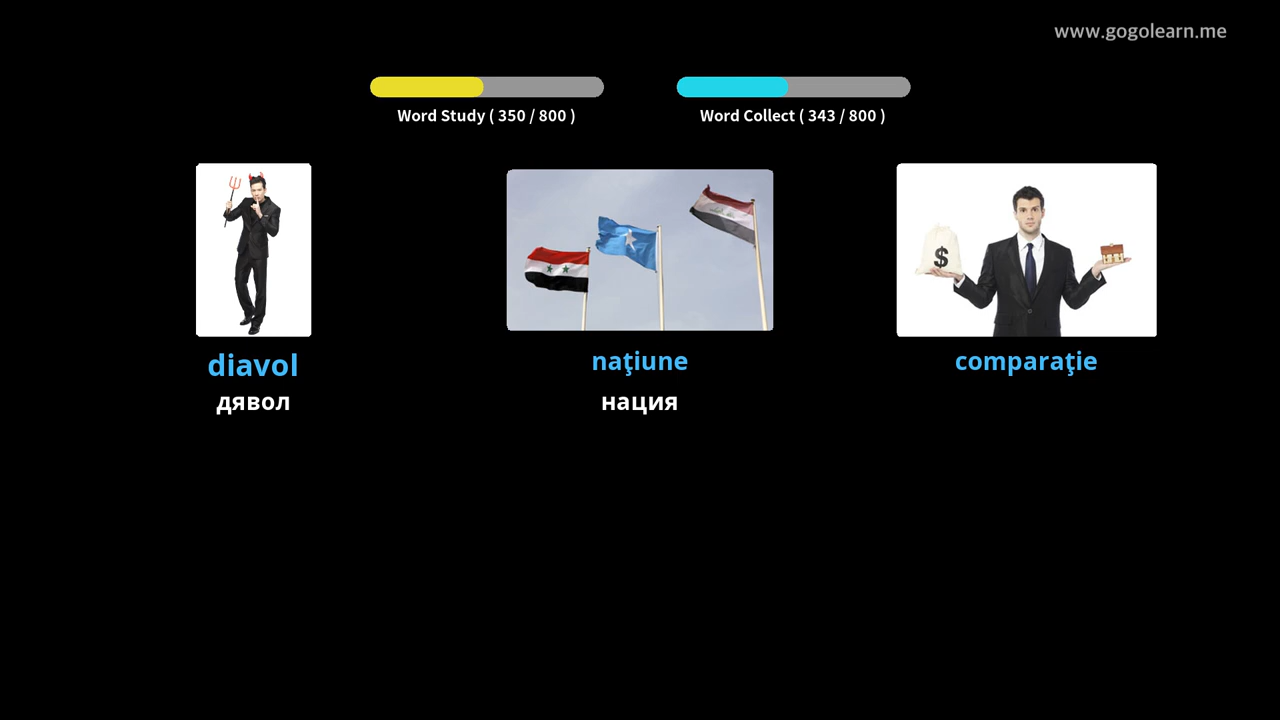 www.gogolearn.me
Word Study ( 350 / 800 )
Word Collect ( 343 / 800 )
$
diavol
naţiune
comparaţie
дявол
нация